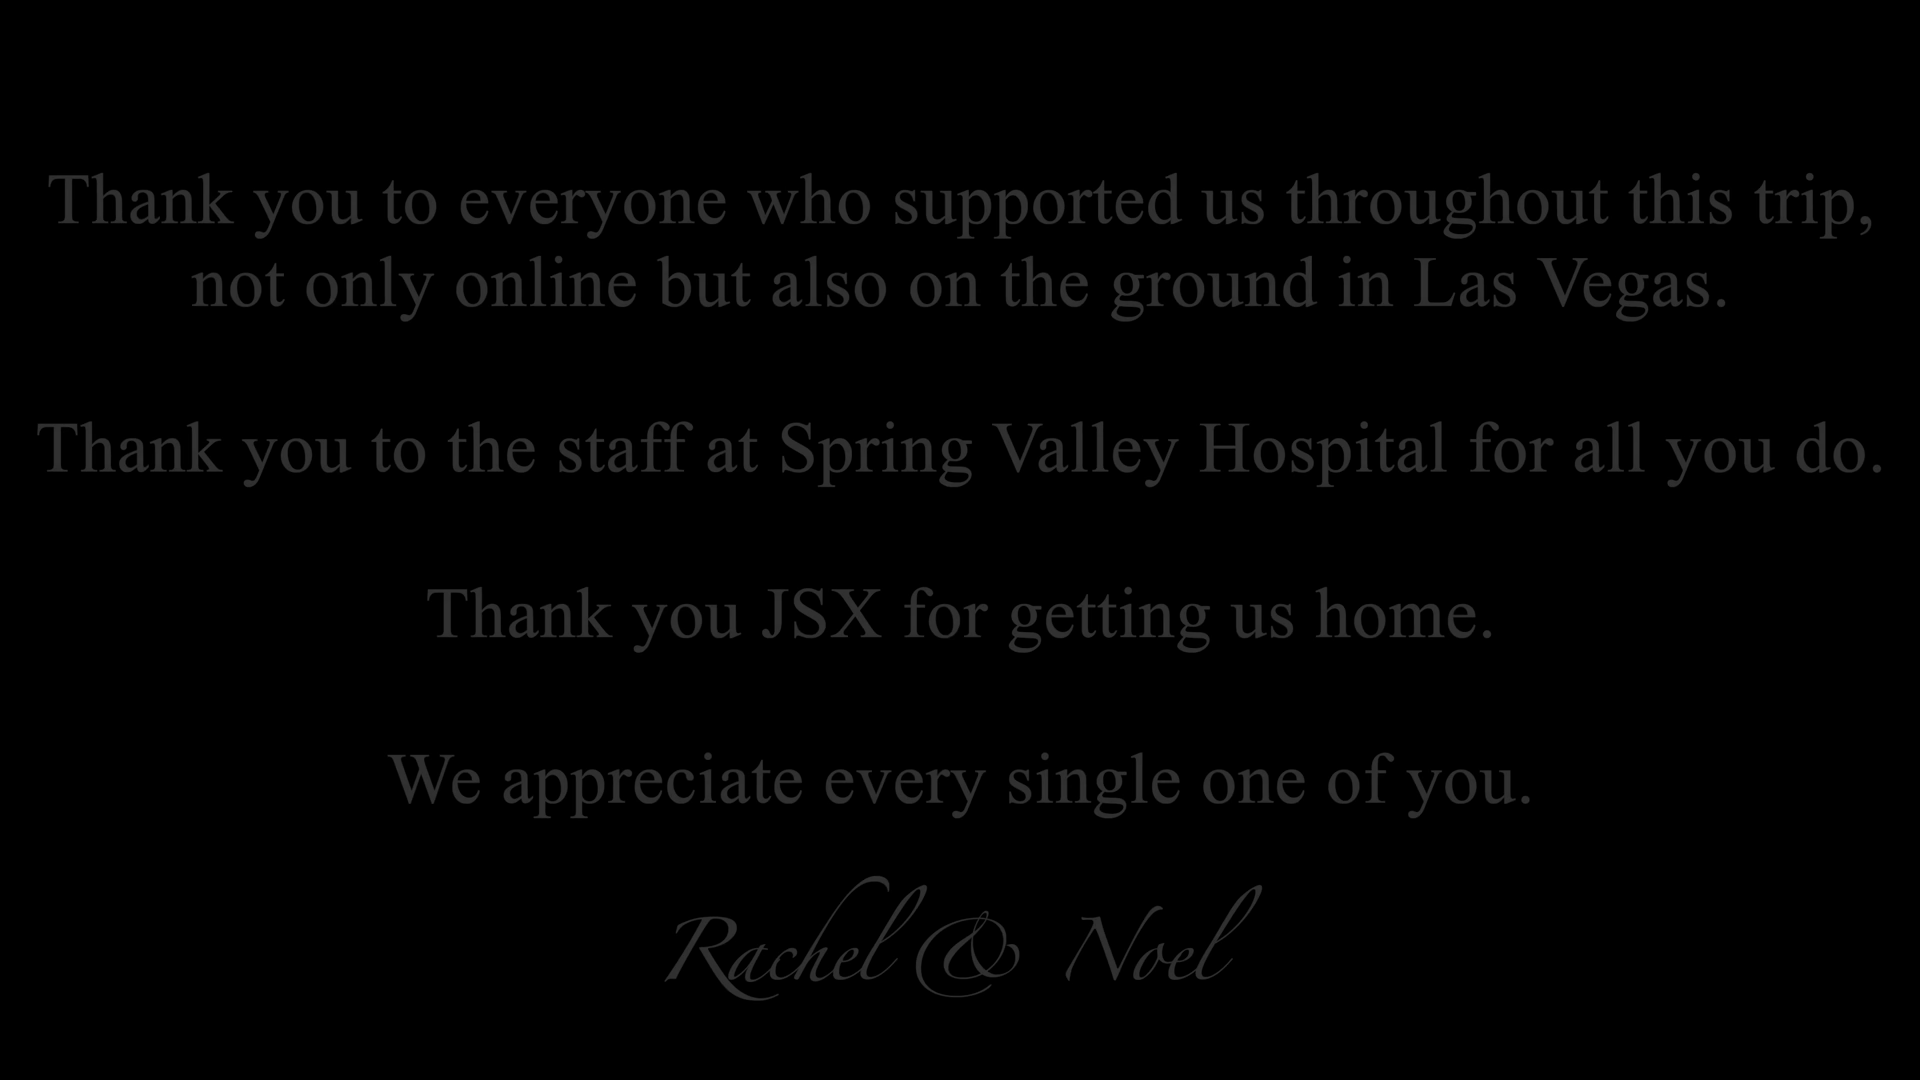 Thank you to everyone who supported us throughout this trip,
not only online but also on the ground in Las Vegas.
Thank you to the staff at Spring Valley Hospital for all you do.
Thank you JSX for getting us home.
We appreciate every single one of you.
Rachel & Noel